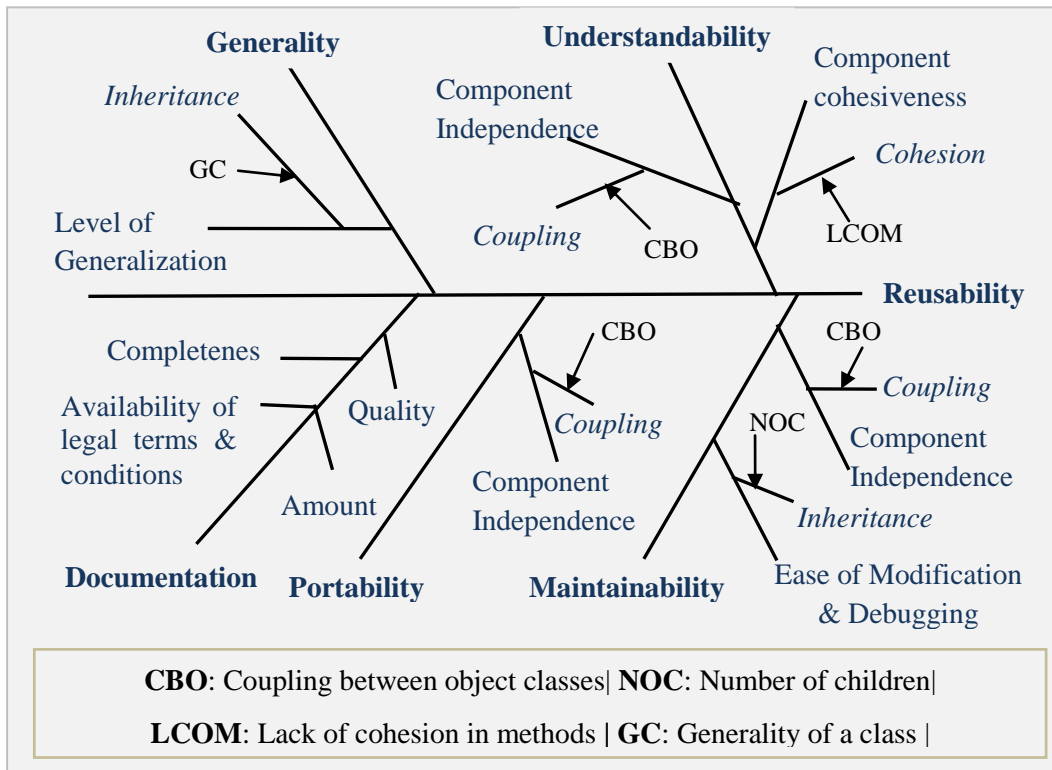 Generality
Understandability
Component
cohesiveness
Inheritance
Component
Independence
Cohesion
GC
Level of
Generalization
Coupling
CBO
LCOM
Reusability
Completenes
CBO
CBO
Availability of
legal terms &
conditions
Quality
Coupling
Coupling
NOC
Component
Independence
Amount
Component
Independence
Inheritance
Documentation
Portability
Maintainability
Ease of Modification
& Debugging
CBO: Coupling between object classes| NOC: Number of children|
LCOM: Lack of cohesion in methods | GC: Generality of a class |